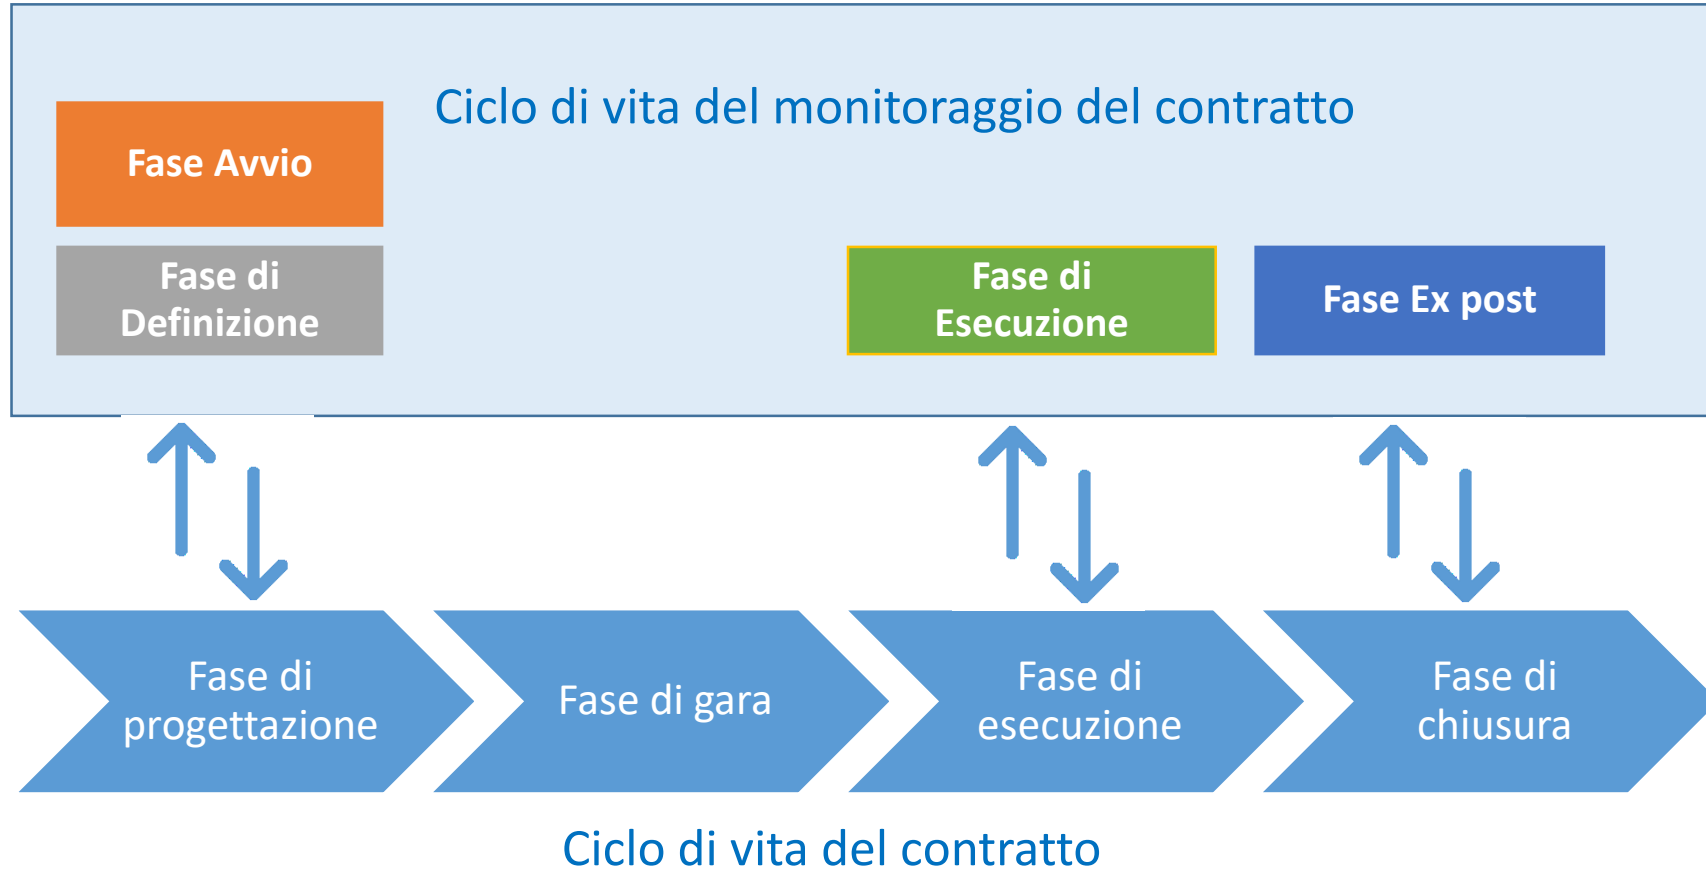 Ciclo di vita del monitoraggio del contratto
Fase Avvio
Fase di
Definizione
Fase di
Esecuzione
Fase Ex post
Fase di
progettazione
Fase di gara
Fase di
esecuzione
Fase di
chiusura
Ciclo di vita del contratto